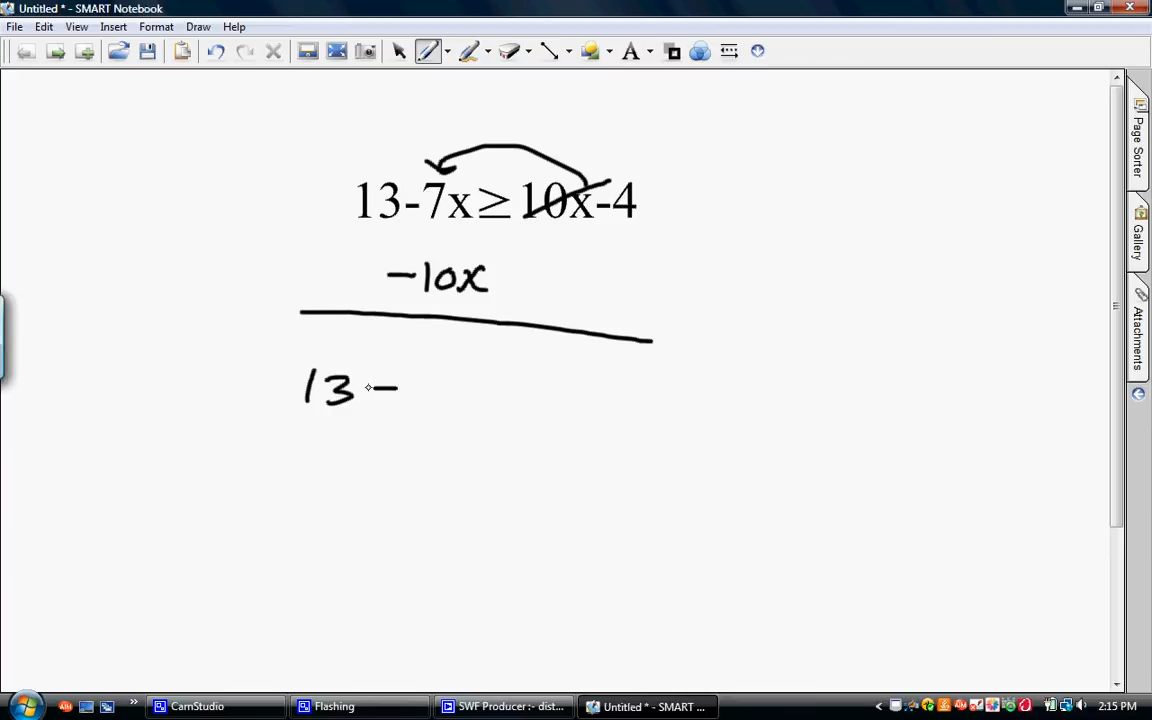 Untitled * - SMART Notebook
File Edit View Insert Format Draw Help
13-7x≥10x-4
-10x
13 -
Page Sorter
Gallery
Attachments
CamStudio
Flashing
SWF Producer :- dist...
Untitled * - SMART ...
2:15 PM